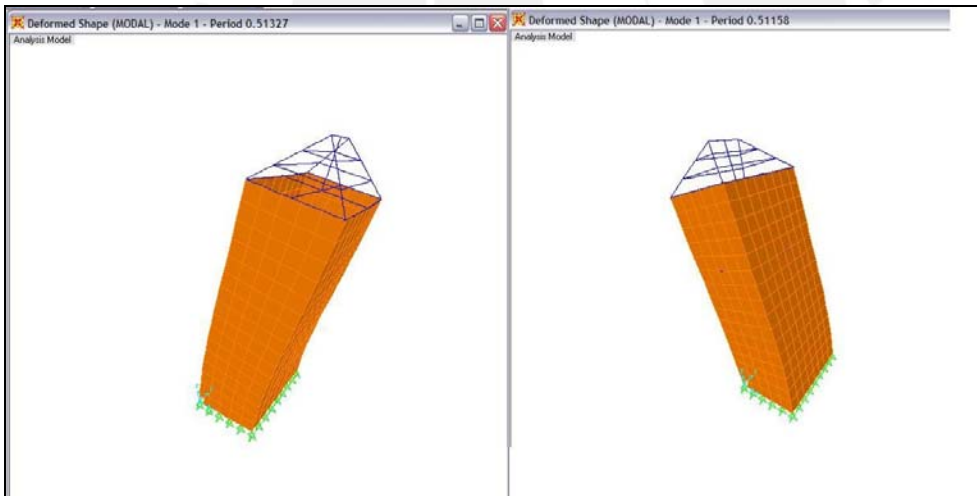 Deformed Shape (MODAL) - Mode 1 - Period 0.51327
Analysis Model
Deformed Shape (MODAL) - Mode 1 - Period 0.51158
Analysis Model